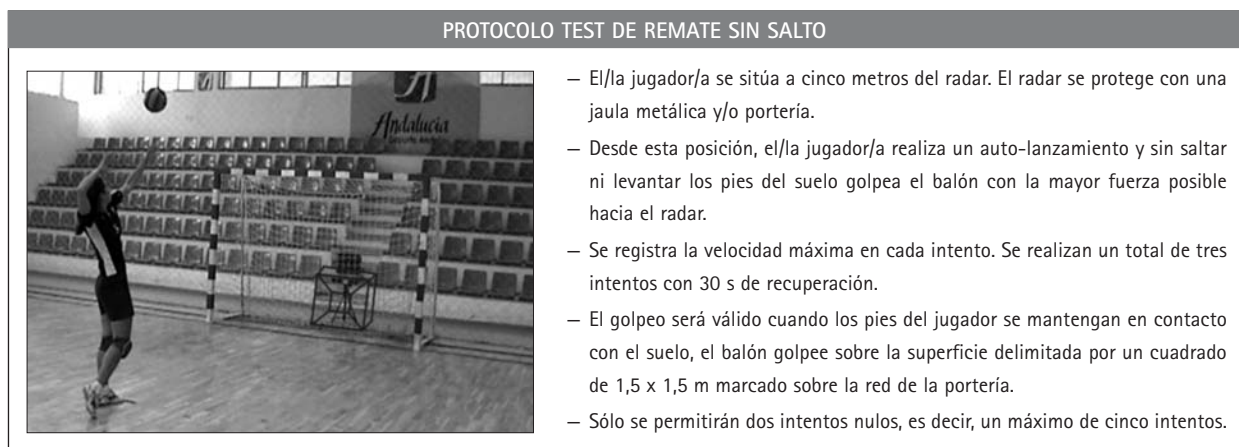 PROTOCOLO TEST DE REMATE SIN SALTO
Andalucía
— El/la jugador/a se sitúa a cinco metros del radar. El radar se protege con una
jaula metálica y/o portería.
— Desde esta posición, el/la jugador/a realiza un auto-lanzamiento y sin saltar
ni levantar los pies del suelo golpea el balón con la mayor fuerza posible
hacia el radar.
— Se registra la velocidad máxima en cada intento. Se realizan un total de tres
intentos con 30 s de recuperación.
— El golpeo será válido cuando los pies del jugador se mantengan en contacto
con el suelo, el balón golpee sobre la superficie delimitada por un cuadrado
de 1,5 x 1,5 m marcado sobre la red de la portería.
— Sólo se permitirán dos intentos nulos, es decir, un máximo de cinco intentos.